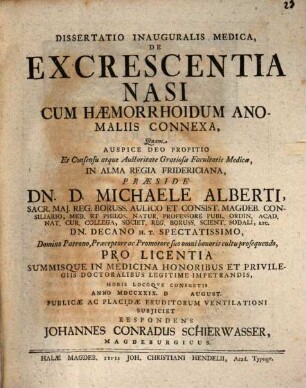 23
DISSERTATIO INAUGURALIS MEDICA,
DE
EXCRESCENTIA
NASI
CUM HÆMORRHOIDUM ANO-
MALIIS CONNEXA,
Quam
AUSPICE DEO PROPITIO
Et Consensu atque Auctoritate Gratiosæ Facultatis Medicæ,
IN ALMA REGIA FRIDERICIANA,
PRÆSIDE
DN. D. MICHAELE ALBERTI,
SACR. MAJ. REG. BORUSS. AULICO ET CONSIST. MAGDEB. CON-
SILIARIO, MED. ET PHILOS. NATUR. PROFESSORE PUBL. ORDIN. ACAD.
NAT. CUR. COLLEGA, SOCIET. REG. BORUSS. SCIENT. SODALI, etc.
DN. DECANO H. T. SPECTATISSIMO,
Domino Patrono, Præceptore ac Promotore suo omni honoris cultu prosequendo,
PRO LICENTIA
SUMMISQUE IN MEDICINA HONORIBUS ET PRIVILE-
GIIS DOCTORALIBUS LEGITIME IMPETRANDIS,
HORIS LOCOQUE CONSUETIS
ANNO MDCCXXIX. D AUGUST.
PUBLICÆ AC PLACIDÆ ERUDITORUM VENTILATIONI
SUBJICIET
RESPONDENS
JOHANNES CONRADUS SCHIERWASSER,
MAGDEBURGICUS.
HALÆ MAGDEB. JOH. CHRISTIANI HENDELII, Acad. Typogr.